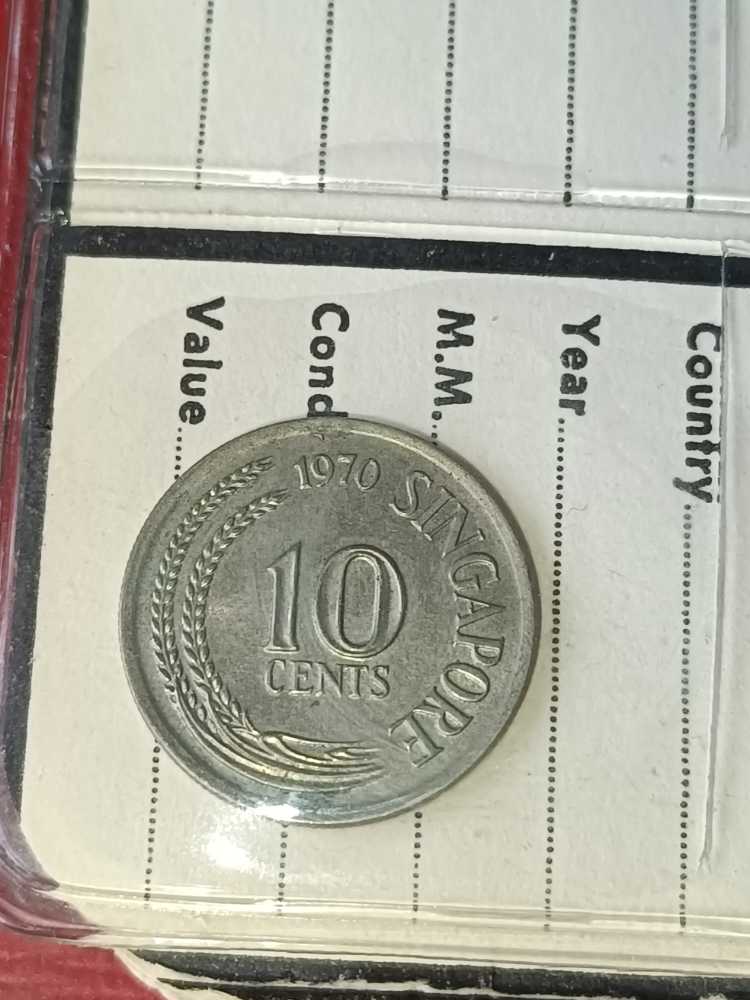 Country
Year
M.M.
Cond
Value
1970
SINGAPORE
10
CENTS